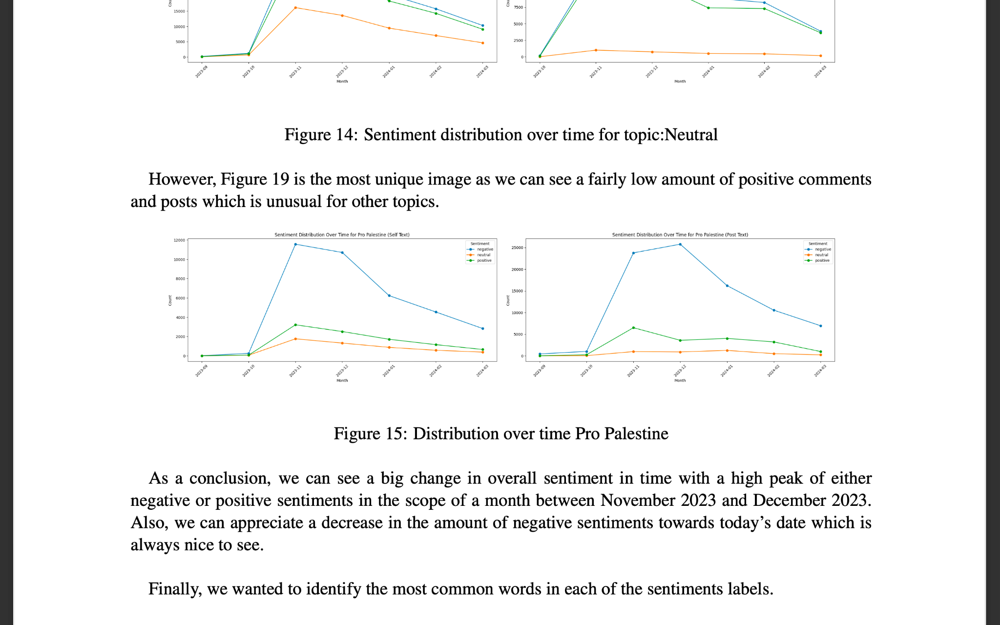 Cou
15000
10000
5000
0
2023-09
2023-10
2023-11
2023-12
2024-01
2024-02
2024-03
Month
Cou
7500
5000
2500
0
2023-10
2023-11
2023-12
2024-01
2024-02
2024-03
Month
Figure 14: Sentiment distribution over time for topic:Neutral
However, Figure 19 is the most unique image as we can see a fairly low amount of positive comments
and posts which is unusual for other topics.
Sentiment Distribution Over Time for Pro Palestine (Self Text)
12000
10000
8000
6000
4000
2000
0
Count
Sentiment
negative
neutral
positive
2023-09
2023-10
2023-11
2023-12
2024-01
2024-02
2024-03
Month
Sentiment Distribution Over Time for Pro Palestine (Post Text)
25000
20000
15000
10000
5000
0
Count
Sentiment
negative
neutral
positive
2023-09
2023-10
2023-11
2023-12
2024-01
2024-02
2024-03
Month
Figure 15: Distribution over time Pro Palestine
As a conclusion, we can see a big change in overall sentiment in time with a high peak of either
negative or positive sentiments in the scope of a month between November 2023 and December 2023.
Also, we can appreciate a decrease in the amount of negative sentiments towards today’s date which is
always nice to see.
Finally, we wanted to identify the most common words in each of the sentiments labels.